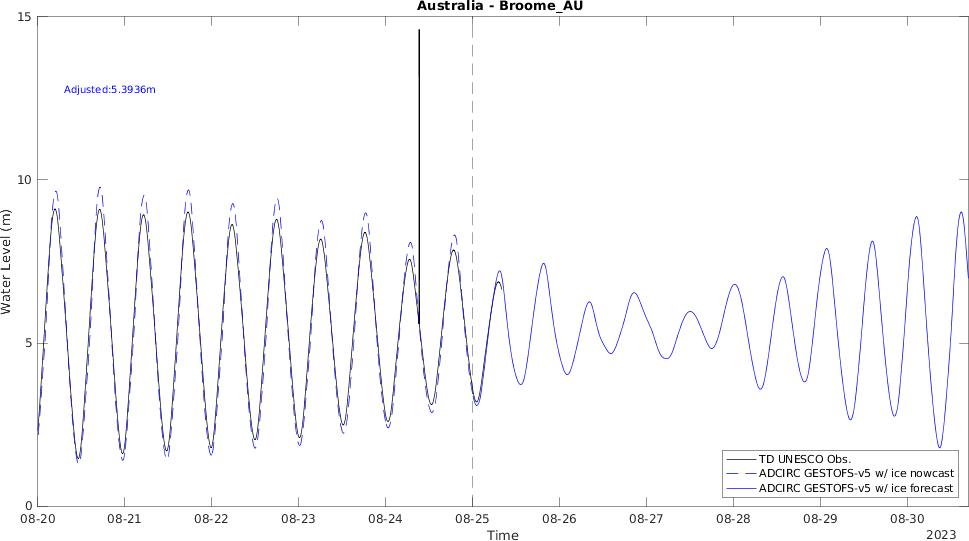 Australia - Broome_AU
15
Adjusted:5.3936m
10
Water Level (m)
5
TD UNESCO Obs.
ADCIRC GESTOFS-v5 w/ ice nowcast
ADCIRC GESTOFS-v5 w/ ice forecast
0
08-20 08-21 08-22 08-23 08-24 08-25 08-26 08-27 08-28 08-29 08-30
Time
2023